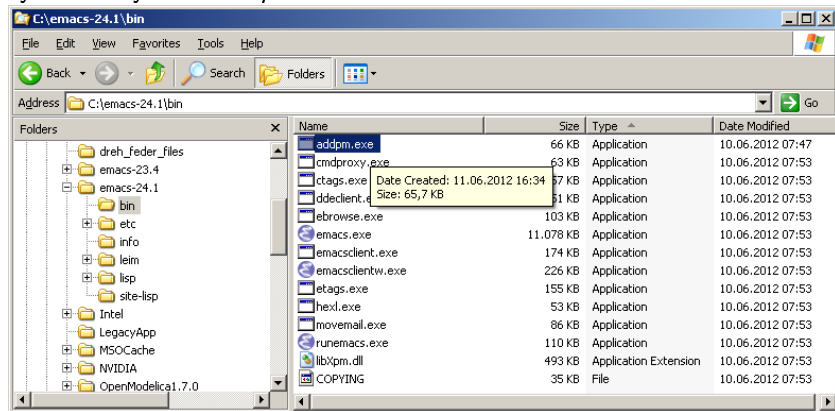 C:\emacs-24.1\bin
File Edit View Favorites Tools Help
Back Search Folders
Address C:\emacs-24.1\bin Go
Folders
dreh_feder_files
emacs-23.4
emacs-24.1
bin
etc
info
leim
lisp
site-lisp
Intel
LegacyApp
MSOCache
NVIDIA
OpenModelica1.7.0
Name Size Type Date Modified
addpm.exe 66 KB Application 10.06.2012 07:47
cmdproxy.exe 63 KB Application 10.06.2012 07:53
ctags.exe 57 KB Application 10.06.2012 07:53
Date Created: 11.06.2012 16:34
Size: 65,7 KB
ddeclient.e 51 KB Application 10.06.2012 07:53
ebrowse.exe 103 KB Application 10.06.2012 07:53
emacs.exe 11.078 KB Application 10.06.2012 07:53
emacsclient.exe 174 KB Application 10.06.2012 07:53
emacsclientw.exe 226 KB Application 10.06.2012 07:53
etags.exe 155 KB Application 10.06.2012 07:53
hexl.exe 53 KB Application 10.06.2012 07:53
movemail.exe 86 KB Application 10.06.2012 07:53
runemacs.exe 110 KB Application 10.06.2012 07:53
libXpm.dll 493 KB Application Extension 10.06.2012 07:53
COPYING 35 KB File 10.06.2012 07:53